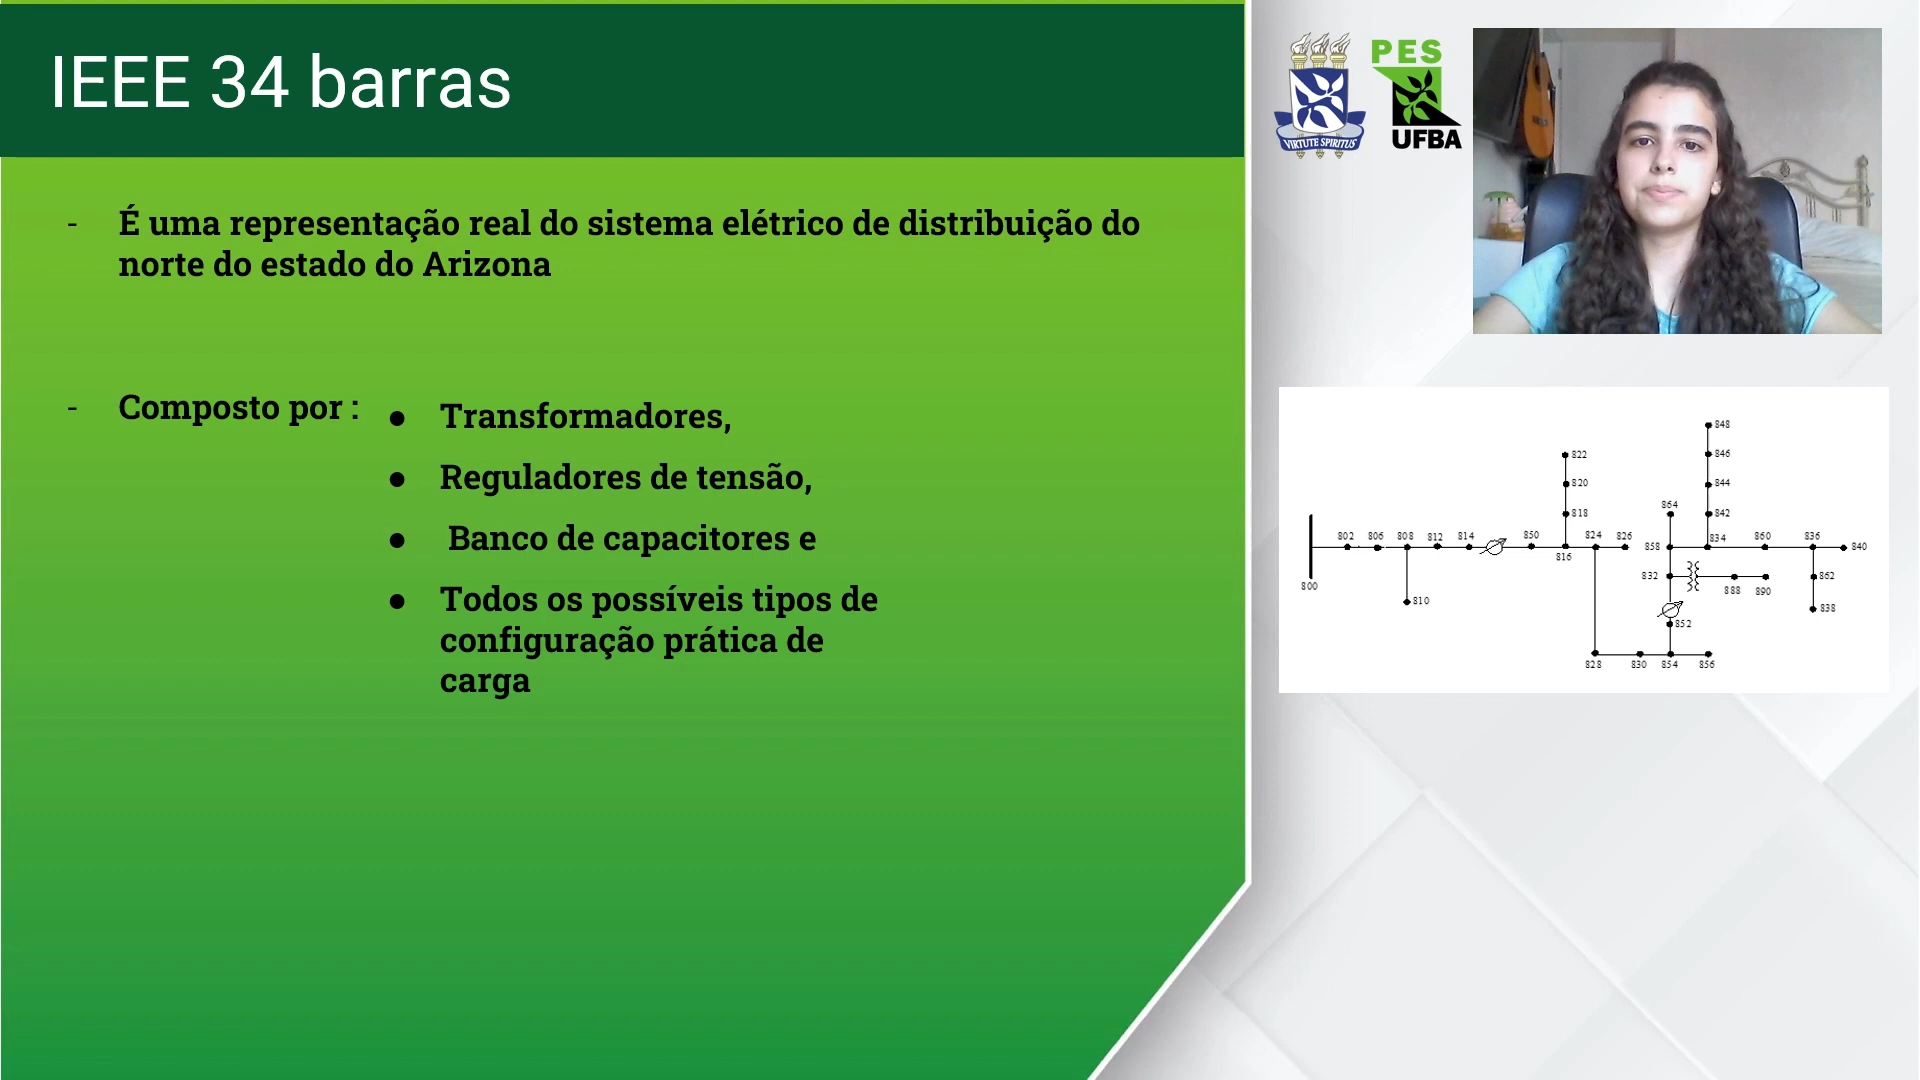 IEEE 34 barras
VIRTUTE SPIRITUS
PES
UFBA
- É uma representação real do sistema elétrico de distribuição do
norte do estado do Arizona
- Composto por :
● Transformadores,
● Reguladores de tensão,
● Banco de capacitores e
● Todos os possíveis tipos de
configuração prática de
carga
848
822
846
820
844
864
818
842
802 806 808 812 814 850 824 826 834 860 836
858 840
816
832 862
800
888 890
810
838
852
828 830 854 856